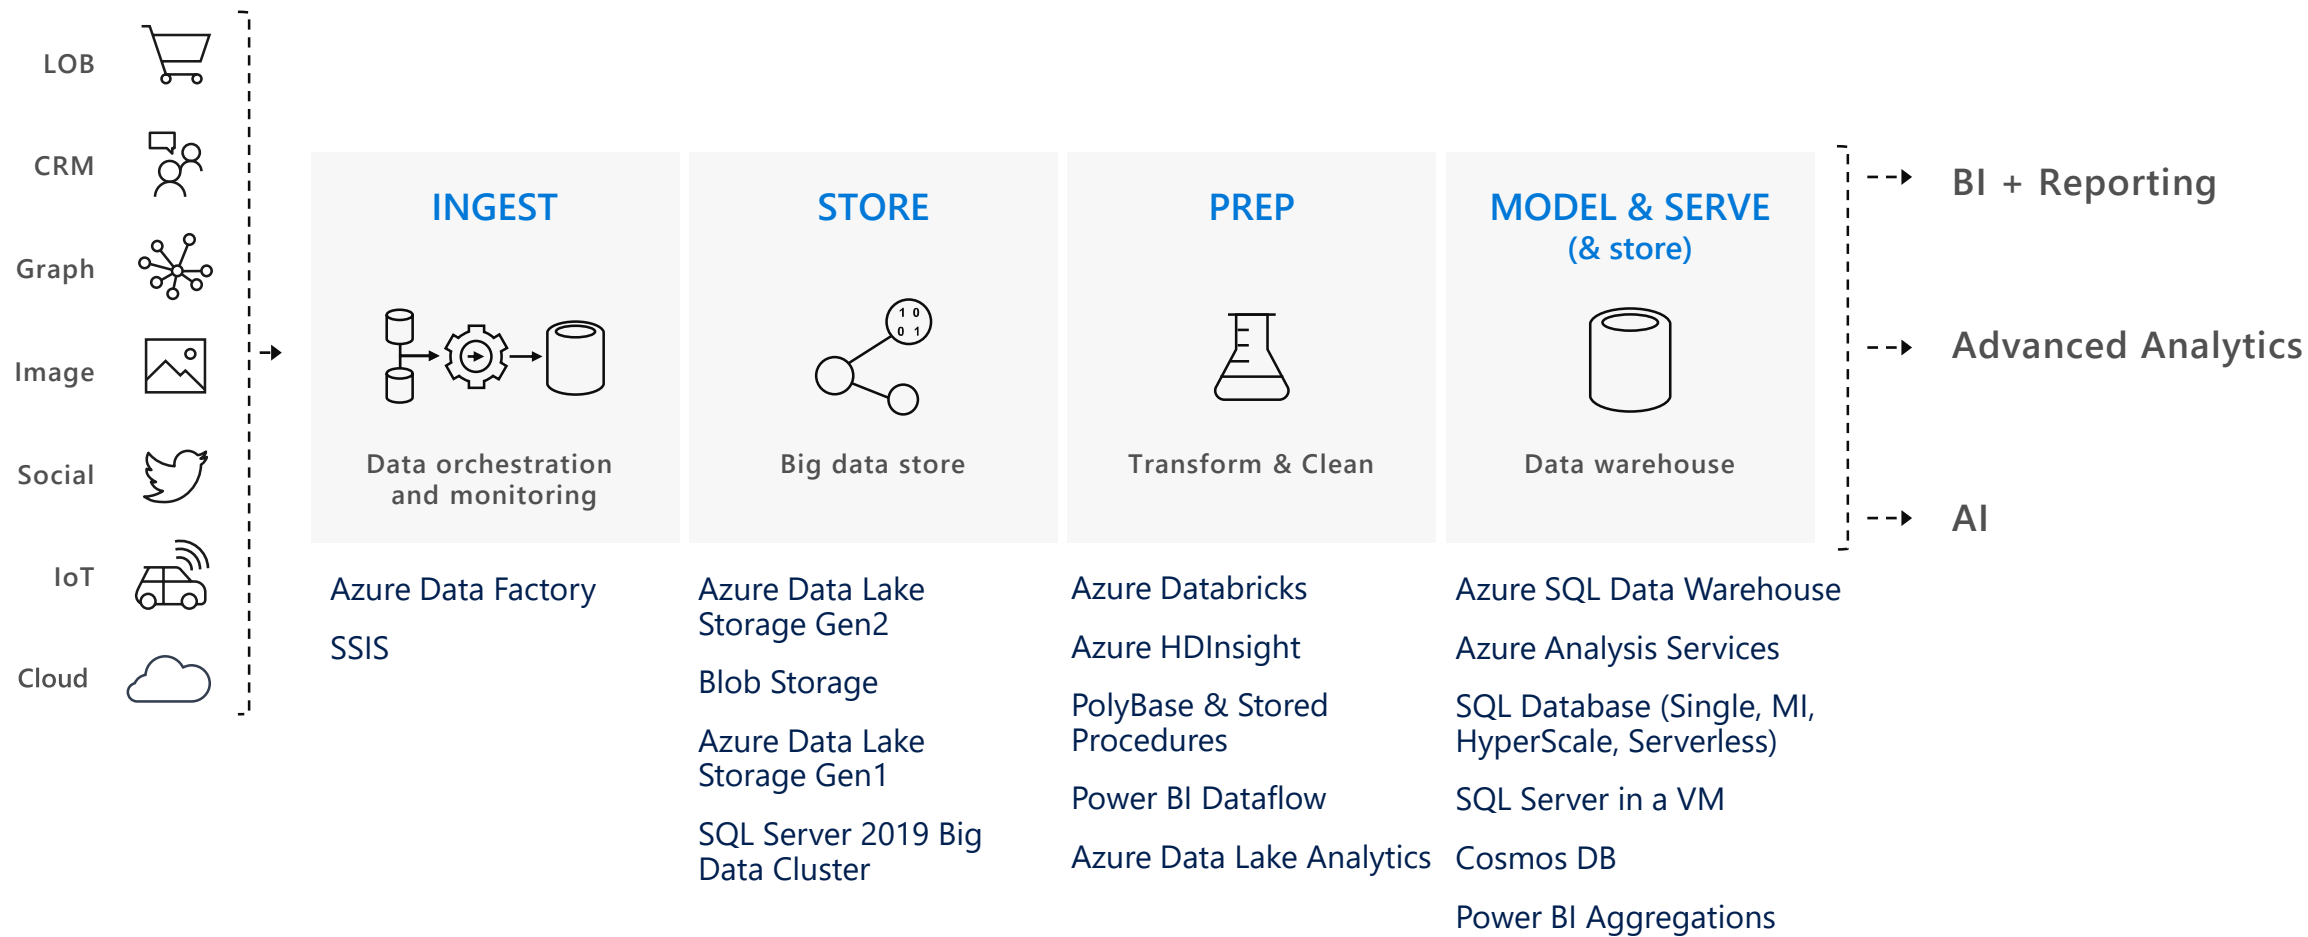 LOB
CRM
Graph
Image
Social
IoT
Cloud
INGEST
Data orchestration
and monitoring
Azure Data Factory
SSIS
STORE
1 0
0 1
Big data store
Azure Data Lake
Storage Gen2
Blob Storage
Azure Data Lake
Storage Gen1
SQL Server 2019 Big
Data Cluster
PREP
Transform & Clean
Azure Databricks
Azure HDInsight
PolyBase & Stored
Procedures
Power BI Dataflow
Azure Data Lake Analytics
MODEL & SERVE
(& store)
Data warehouse
Azure SQL Data Warehouse
Azure Analysis Services
SQL Database (Single, MI,
HyperScale, Serverless)
SQL Server in a VM
Cosmos DB
Power BI Aggregations
BI + Reporting
Advanced Analytics
AI